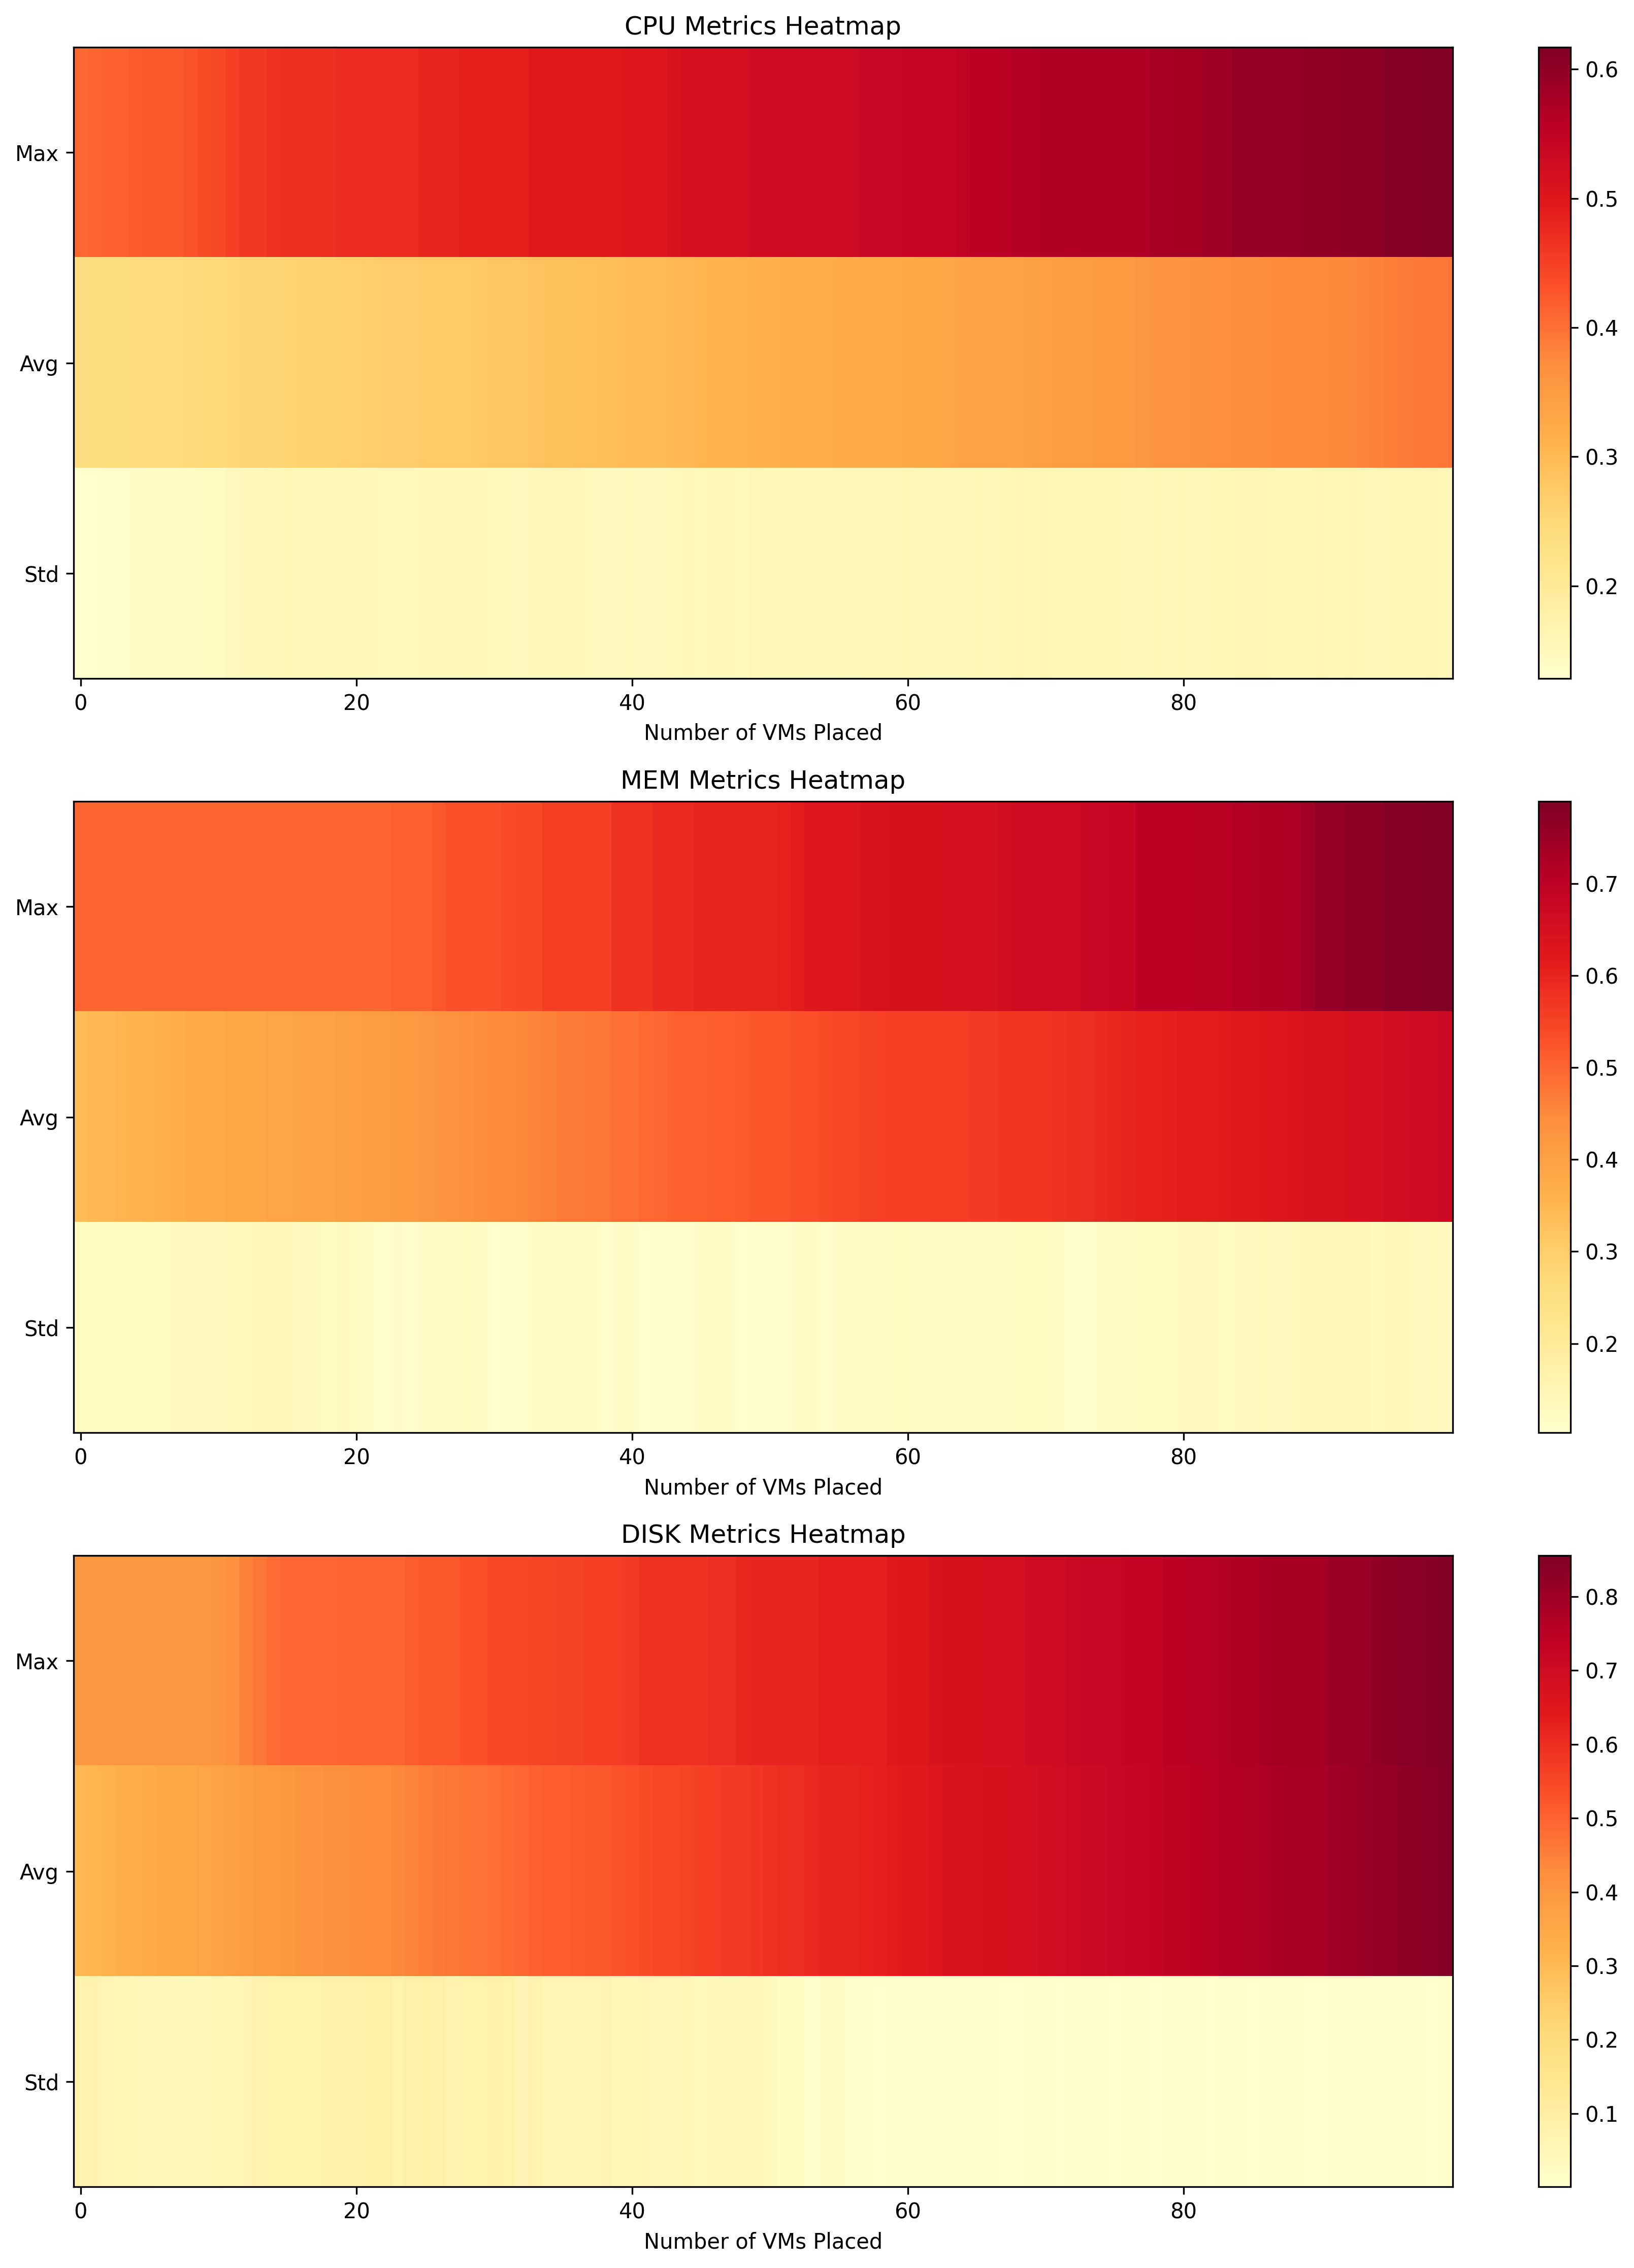 CPU Metrics Heatmap
Max
Avg
Std
0 20 40 60 80
Number of VMs Placed
0.6
0.5
0.4
0.3
0.2
MEM Metrics Heatmap
Max
Avg
Std
0 20 40 60 80
Number of VMs Placed
0.7
0.6
0.5
0.4
0.3
0.2
DISK Metrics Heatmap
Max
Avg
Std
0 20 40 60 80
Number of VMs Placed
0.8
0.7
0.6
0.5
0.4
0.3
0.2
0.1